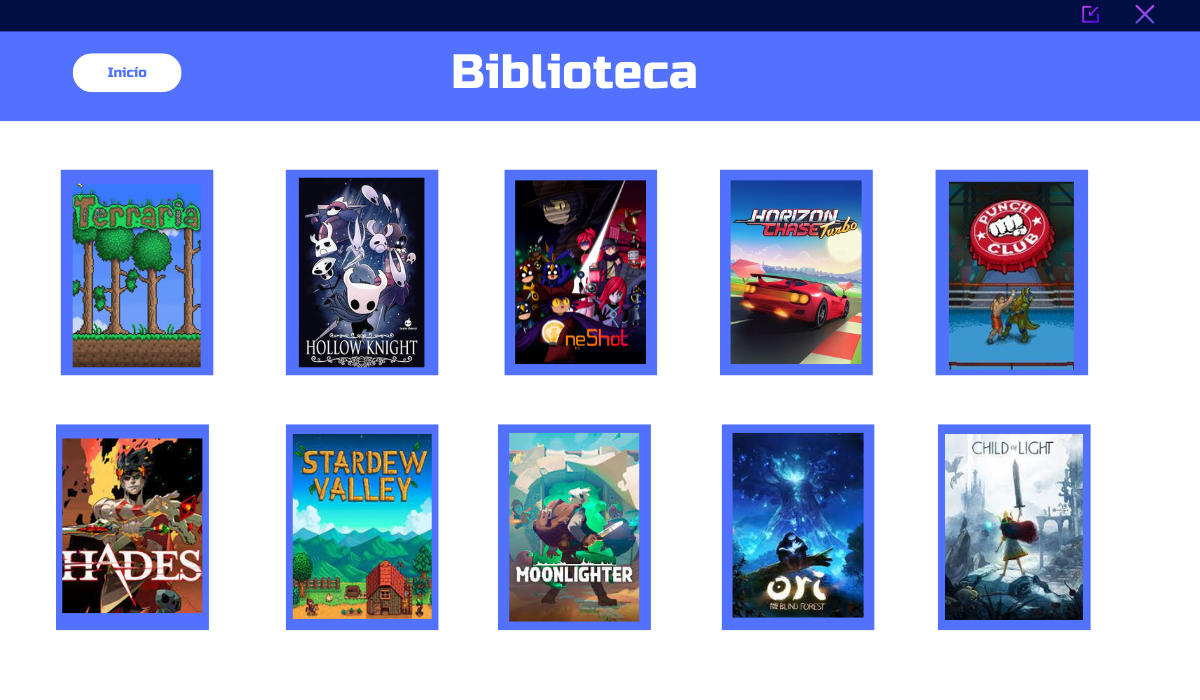 Inicío
Biblioteca
Terraria
HOLLOW KNIGHT
OneShot
HORIZON
CHASE Turbo
PUNCH
CLUB
HADES
STARDEW
VALLEY
MOONLIGHTER
ori
AND THE BLIND FOREST
CHILD OF LIGHT